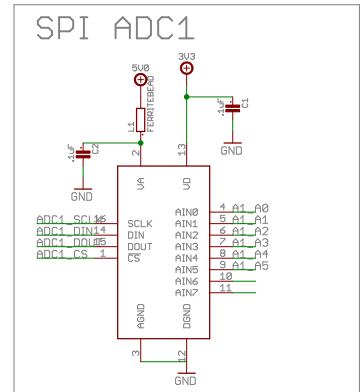 SPI ADC1
3V3
5V0
L1
FERRITEBEAD
.1uF
C1
GND
.1uF
C2
GND
2
13
VA
VD
ADC1_SCLK 16 SCLK
ADC1_DIN 14 DIN
ADC1_DOUT 15 DOUT
ADC1_CS 1 CS
AIN0 4 A1_A0
AIN1 5 A1_A1
AIN2 6 A1_A2
AIN3 7 A1_A3
AIN4 8 A1_A4
AIN5 9 A1_A5
AIN6 10
AIN7 11
AGND
DGND
3
12
GND